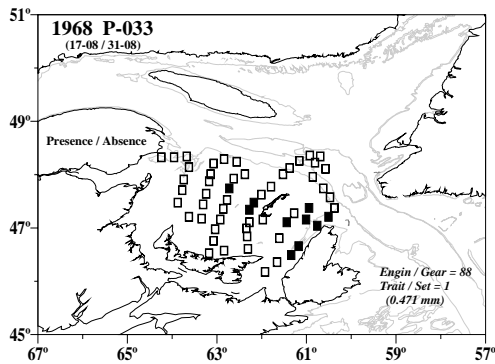 51°
1968 P-033
(17-08 / 31-08)
49°
Presence / Absence
47°
Engin / Gear = 88
Trait / Set = 1
(0.471 mm)
45°
67° 65° 63° 61° 59° 57°